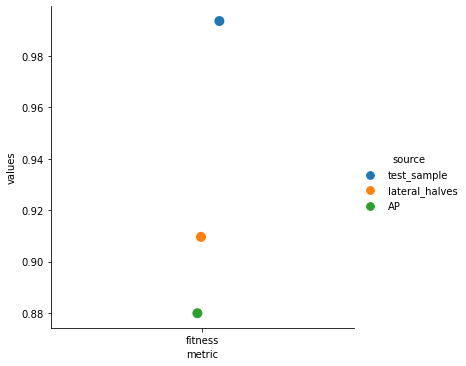 values
0.98
0.96
0.94
0.92
0.90
0.88
fitness
metric
source
test_sample
lateral_halves
AP